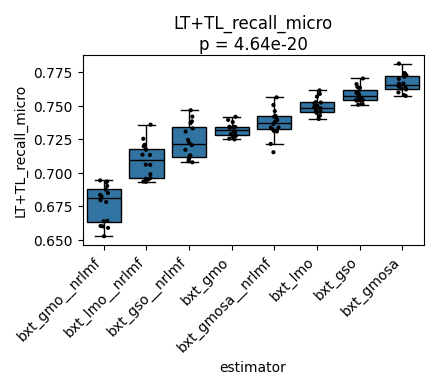 LT+TL_recall_micro
p = 4.64e-20
LT+TL_recall_micro
0.775
0.750
0.725
0.700
0.675
0.650
bxt_gmo__nrlmf
bxt_lmo__nrlmf
bxt_gso__nrlmf
bxt_gmo
bxt_gmosa__nrlmf
bxt_lmo
bxt_gso
bxt_gmosa
estimator